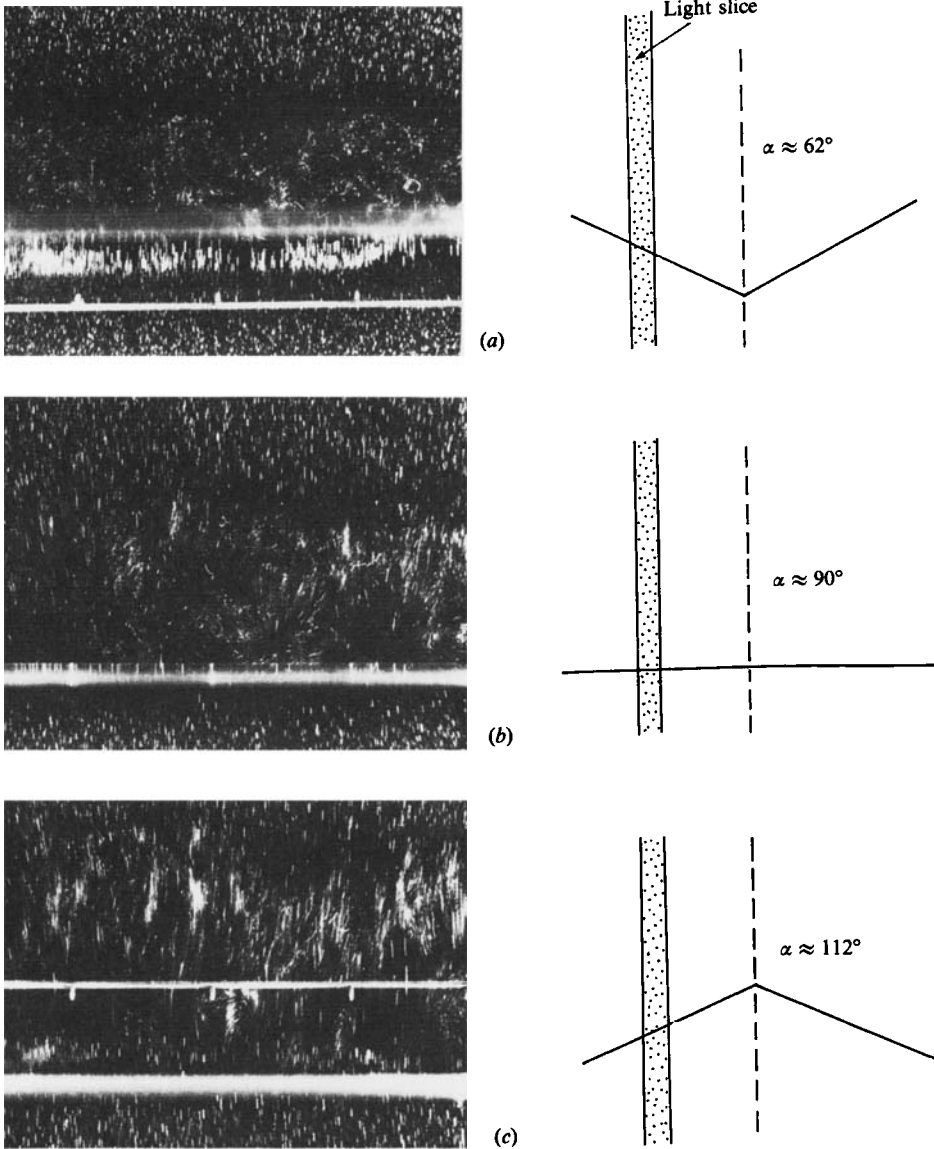 Light slice
α ≈ 62°
(a)
α ≈ 90°
(b)
α ≈ 112°
(c)